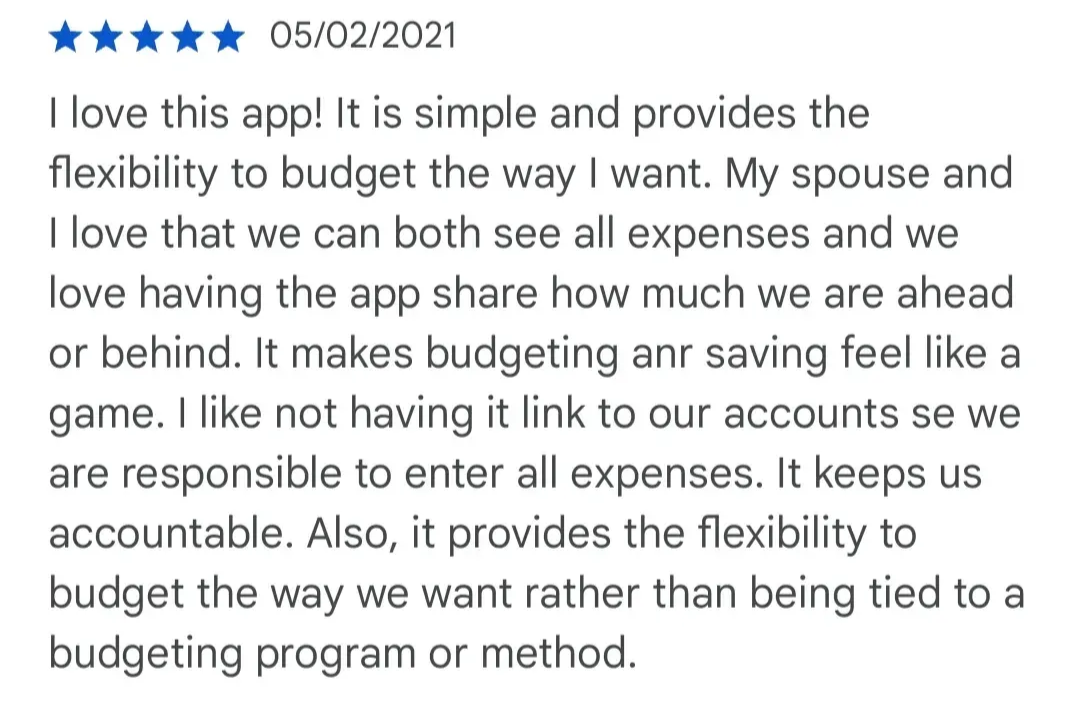 05/02/2021
I love this app! It is simple and provides the
flexibility to budget the way I want. My spouse and
I love that we can both see all expenses and we
love having the app share how much we are ahead
or behind. It makes budgeting anr saving feel like a
game. I like not having it link to our accounts se we
are responsible to enter all expenses. It keeps us
accountable. Also, it provides the flexibility to
budget the way we want rather than being tied to a
budgeting program or method.